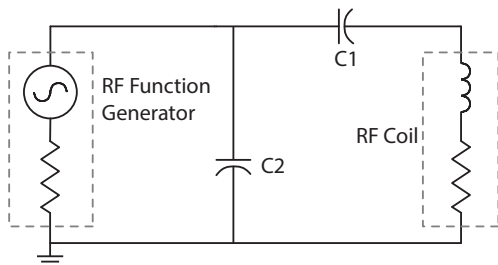 C1
RF Function
Generator
RF Coil
C2